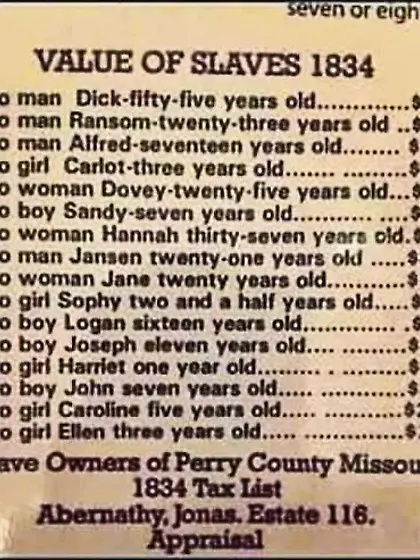 seven or eigh
VALUE OF SLAVES 1834
o man Dick-fifty-five years old..............$
o man Ransom-twenty-three years old ..$
o man Alfred-seventeen years old........ $
o girl Carlot-three years old....... .........$
o woman Dovey-twenty-five years old...$
o boy Sandy-seven years old........... ....$
o woman Hannah thirty-seven years old.$
o man Jansen twenty-one years old .....$
o woman Jane twenty years old...........$
o girl Sophy two and a half years old.....$
o boy Logan sixteen years old............. .$
o boy Joseph eleven years old.... .........$
o girl Harriet one year old......... . .........$
o boy John seven years old..... ............$
o girl Caroline five years old..... ...........$
o girl Ellen three years old..... ..............$
ave Owners of Perry County Missou
1834 Tax List
Abernathy, Jonas. Estate 116.
Appraisal